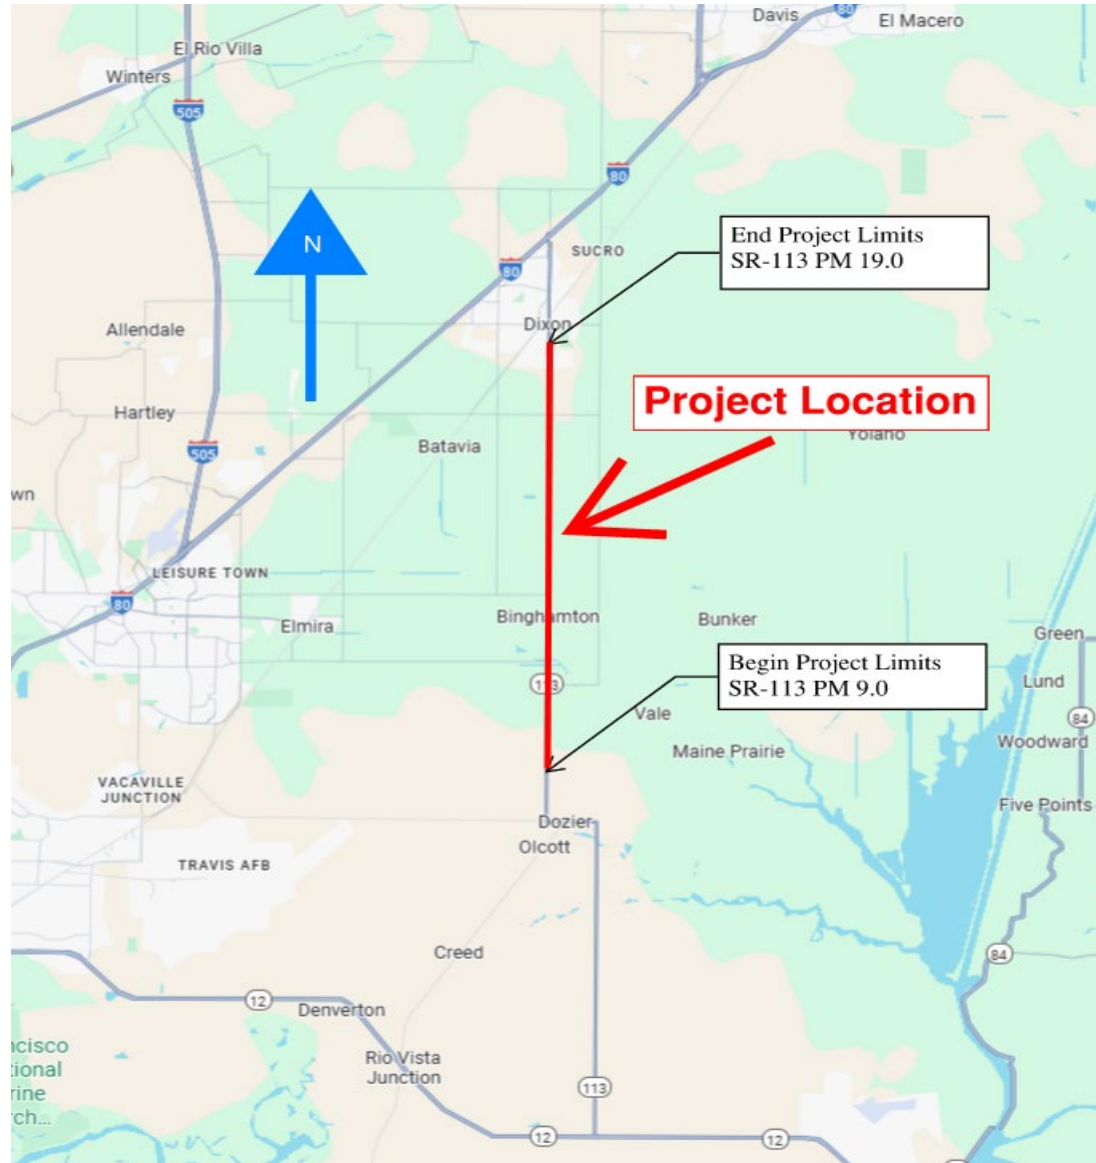 Davis
80
El Macero
El Rio Villa
Winters
505
80
N
End Project Limits
SR-113 PM 19.0
SUCRO
80
Allendale
Dixon
Project Location
Hartley
Yolano
Batavia
505
wn
LEISURE TOWN
80
Binghamton
Bunker
Elmira
Green
Begin Project Limits
SR-113 PM 9.0
113
Lund
Vale
84
Maine Prairie
Woodward
VACAVILLE
JUNCTION
Five Points
Dozier
Olcott
TRAVIS AFB
Creed
84
12
Denverton
ncisco
tional
rine
rch...
Rio Vista
Junction
113
12
12